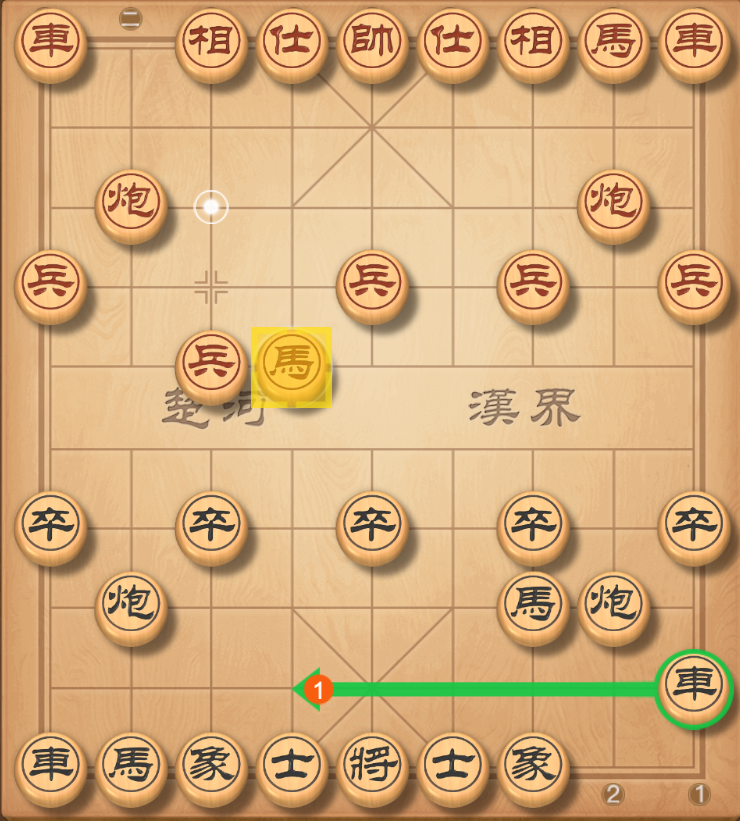 二
車 相 仕 帥 仕 相 馬 車
炮 炮
兵 兵 兵 兵
兵 馬
楚河 漢界
卒 卒 卒 卒 卒
炮 馬 炮
1 車
車 馬 象 士 將 士 象
2 1